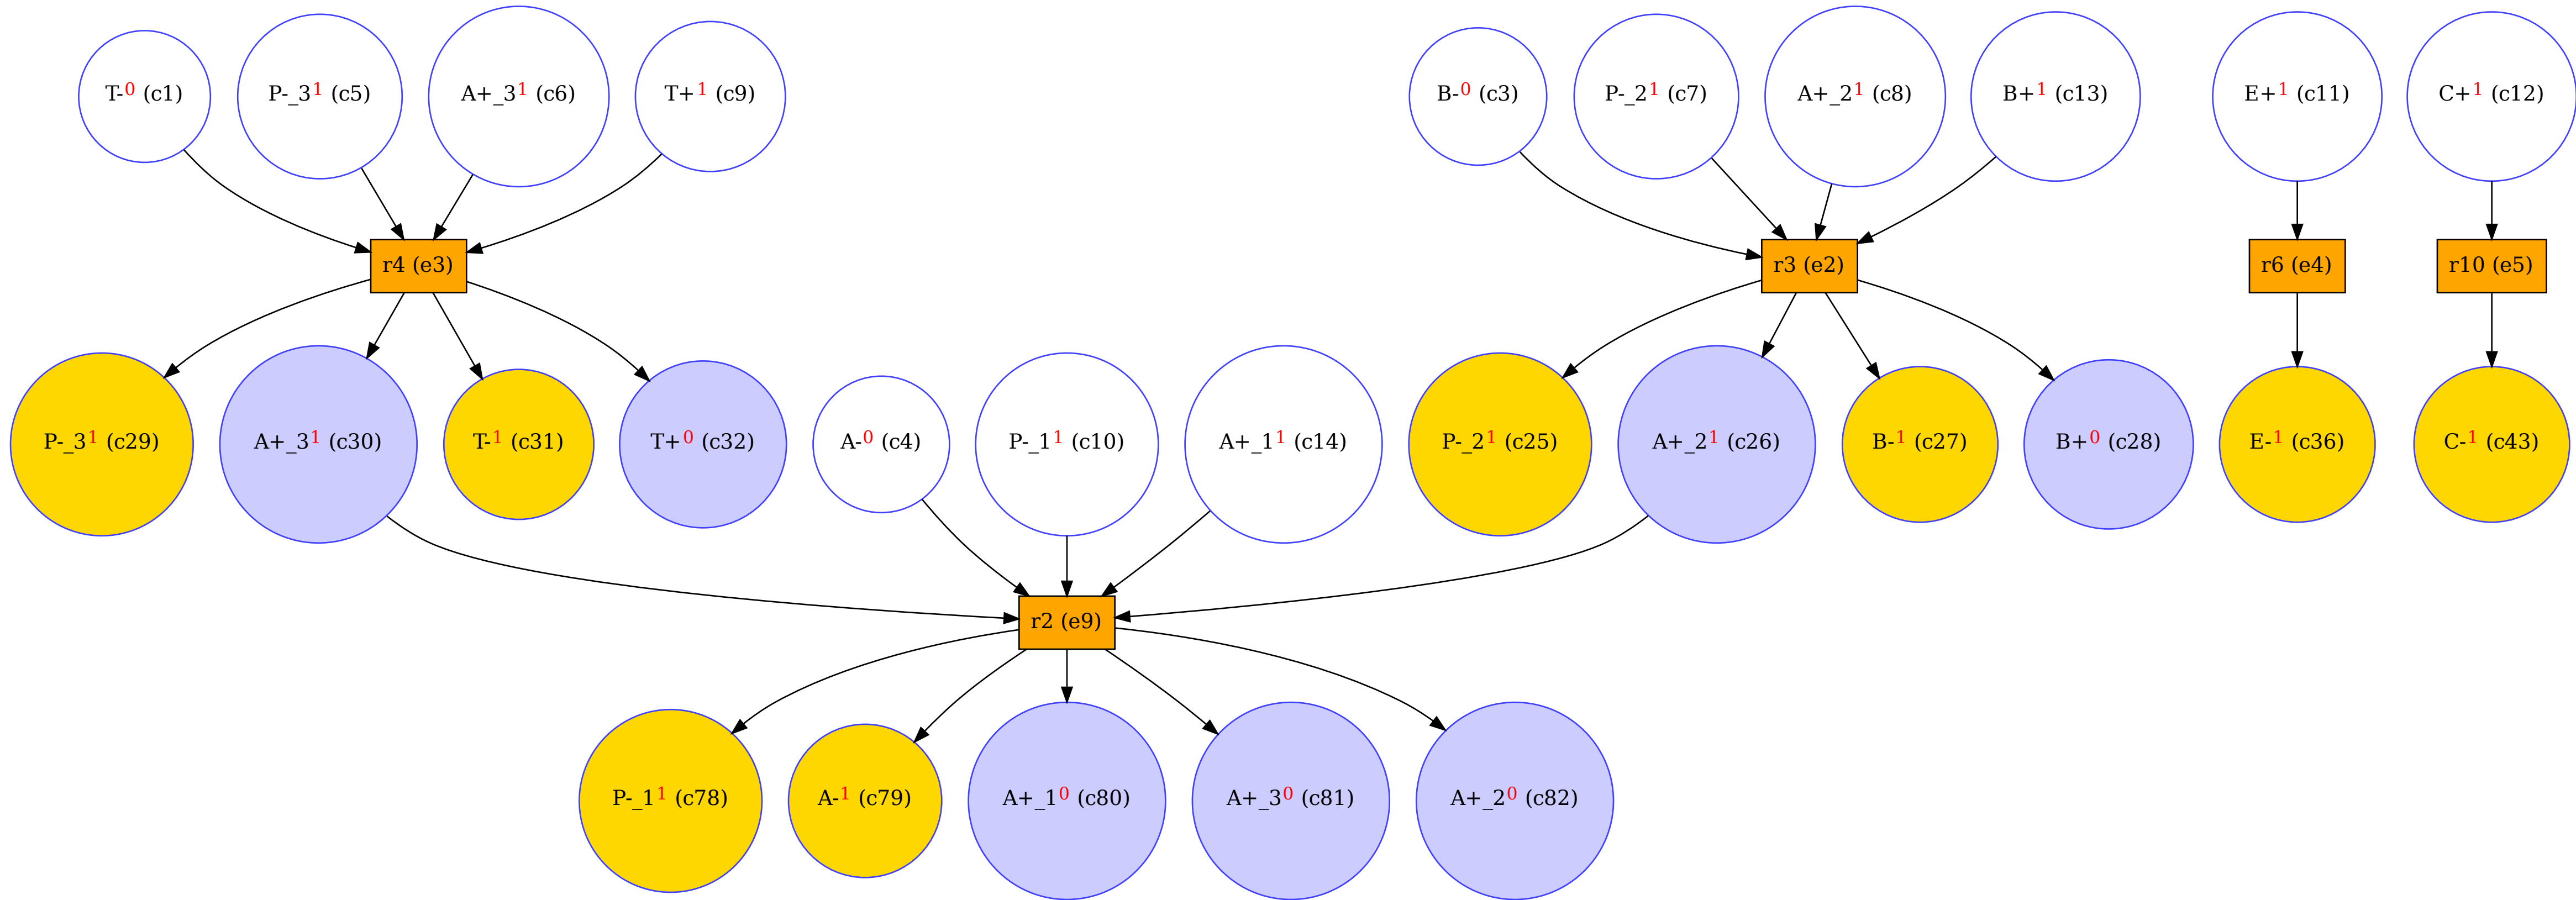 T-0 (c1)
P-_31 (c5)
A+_31 (c6)
T+1 (c9)
B-0 (c3)
P-_21 (c7)
A+_21 (c8)
B+1 (c13)
E+1 (c11)
C+1 (c12)
r4 (e3)
r3 (e2)
r6 (e4)
r10 (e5)
P-_31 (c29)
A+_31 (c30)
T-1 (c31)
T+0 (c32)
A-0 (c4)
P-_11 (c10)
A+_11 (c14)
P-_21 (c25)
A+_21 (c26)
B-1 (c27)
B+0 (c28)
E-1 (c36)
C-1 (c43)
r2 (e9)
P-_11 (c78)
A-1 (c79)
A+_10 (c80)
A+_30 (c81)
A+_20 (c82)